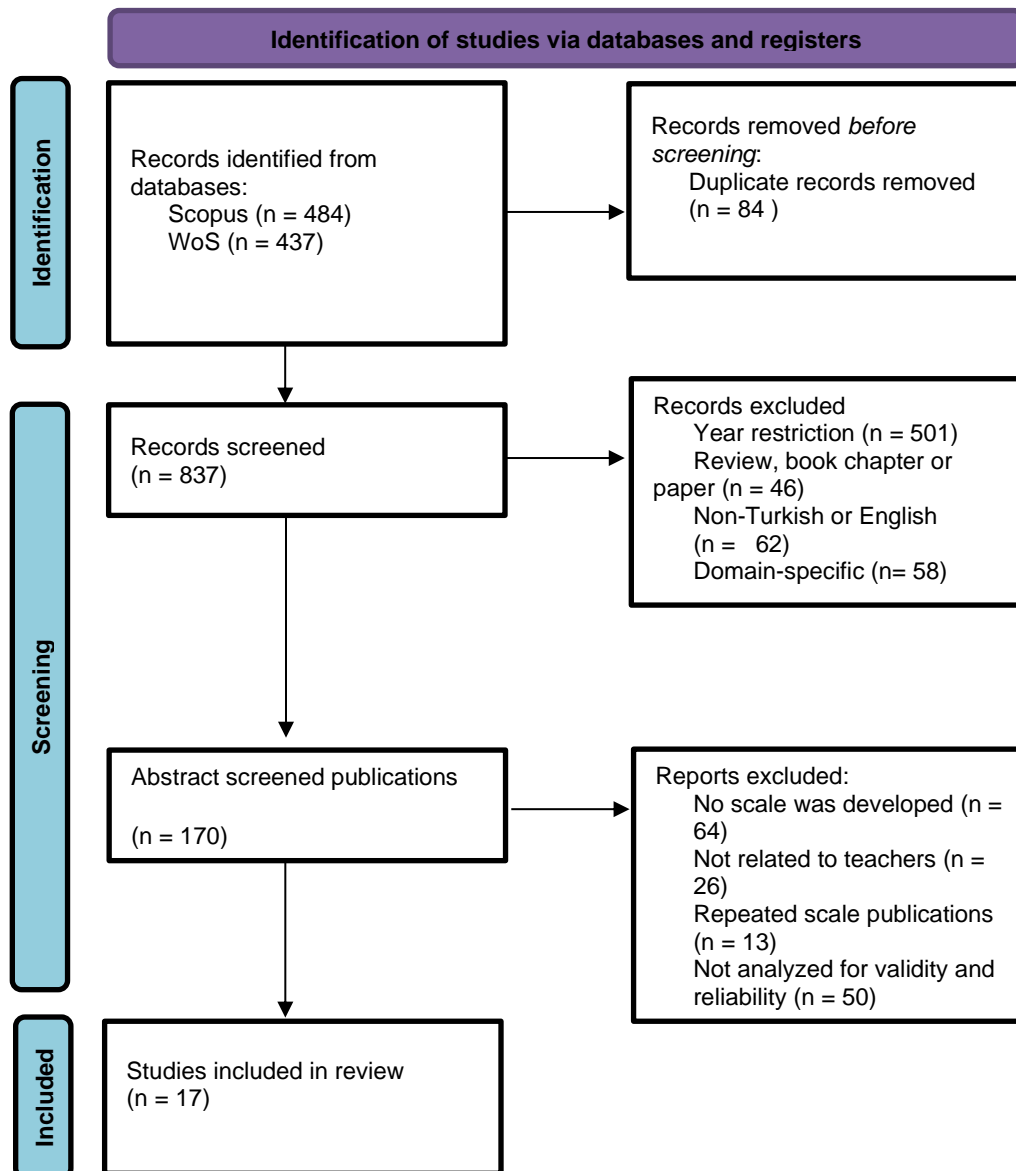 Identification of studies via databases and registers
Identification
Records identified from
databases:
Scopus (n = 484)
WoS (n = 437)
Records removed before
screening:
Duplicate records removed
(n = 84 )
Screening
Records screened
(n = 837)
Records excluded
Year restriction (n = 501)
Review, book chapter or
paper (n = 46)
Non-Turkish or English
(n =   62)
Domain-specific (n= 58)
Abstract screened publications
(n = 170)
Reports excluded:
No scale was developed (n =
64)
Not related to teachers (n =
26)
Repeated scale publications
(n = 13)
Not analyzed for validity and
reliability (n = 50)
Included
Studies included in review
(n = 17)